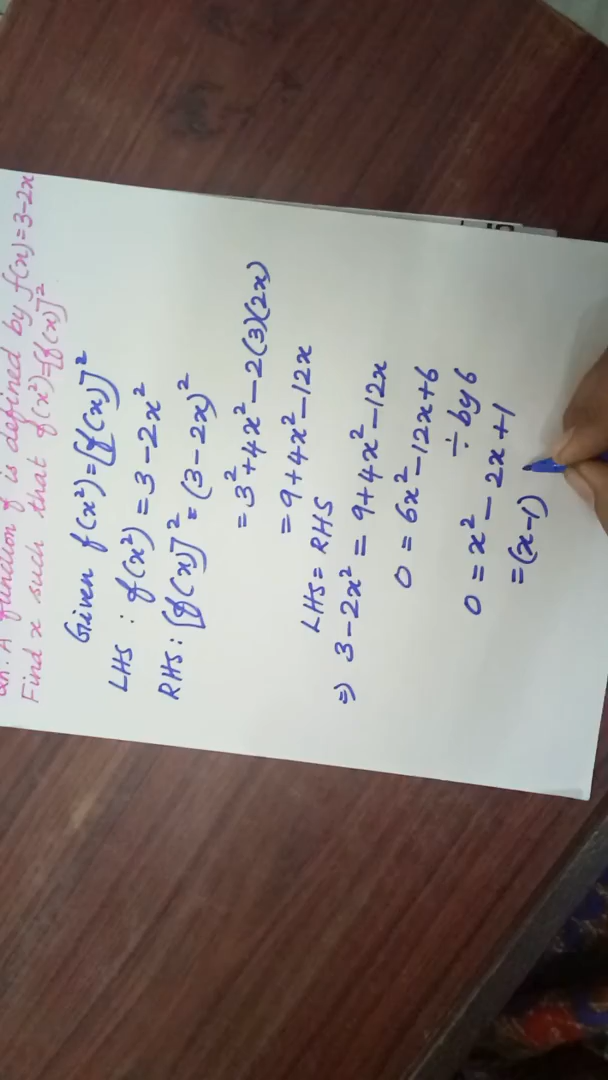 Qn. A function f is defined by f(x)=3-2x
Find x such that f(x²)=[f(x)]²
Given f(x²)=[f(x)]²
LHS : f(x²)=3-2x²
RHS: [f(x)]² = (3-2x)²
= 3²+4x²-2(3)(2x)
= 9+4x²-12x
LHS = RHS
⇒ 3-2x² = 9+4x²-12x
0 = 6x²-12x+6
÷ by 6
0 = x²-2x+1
= (x-1)